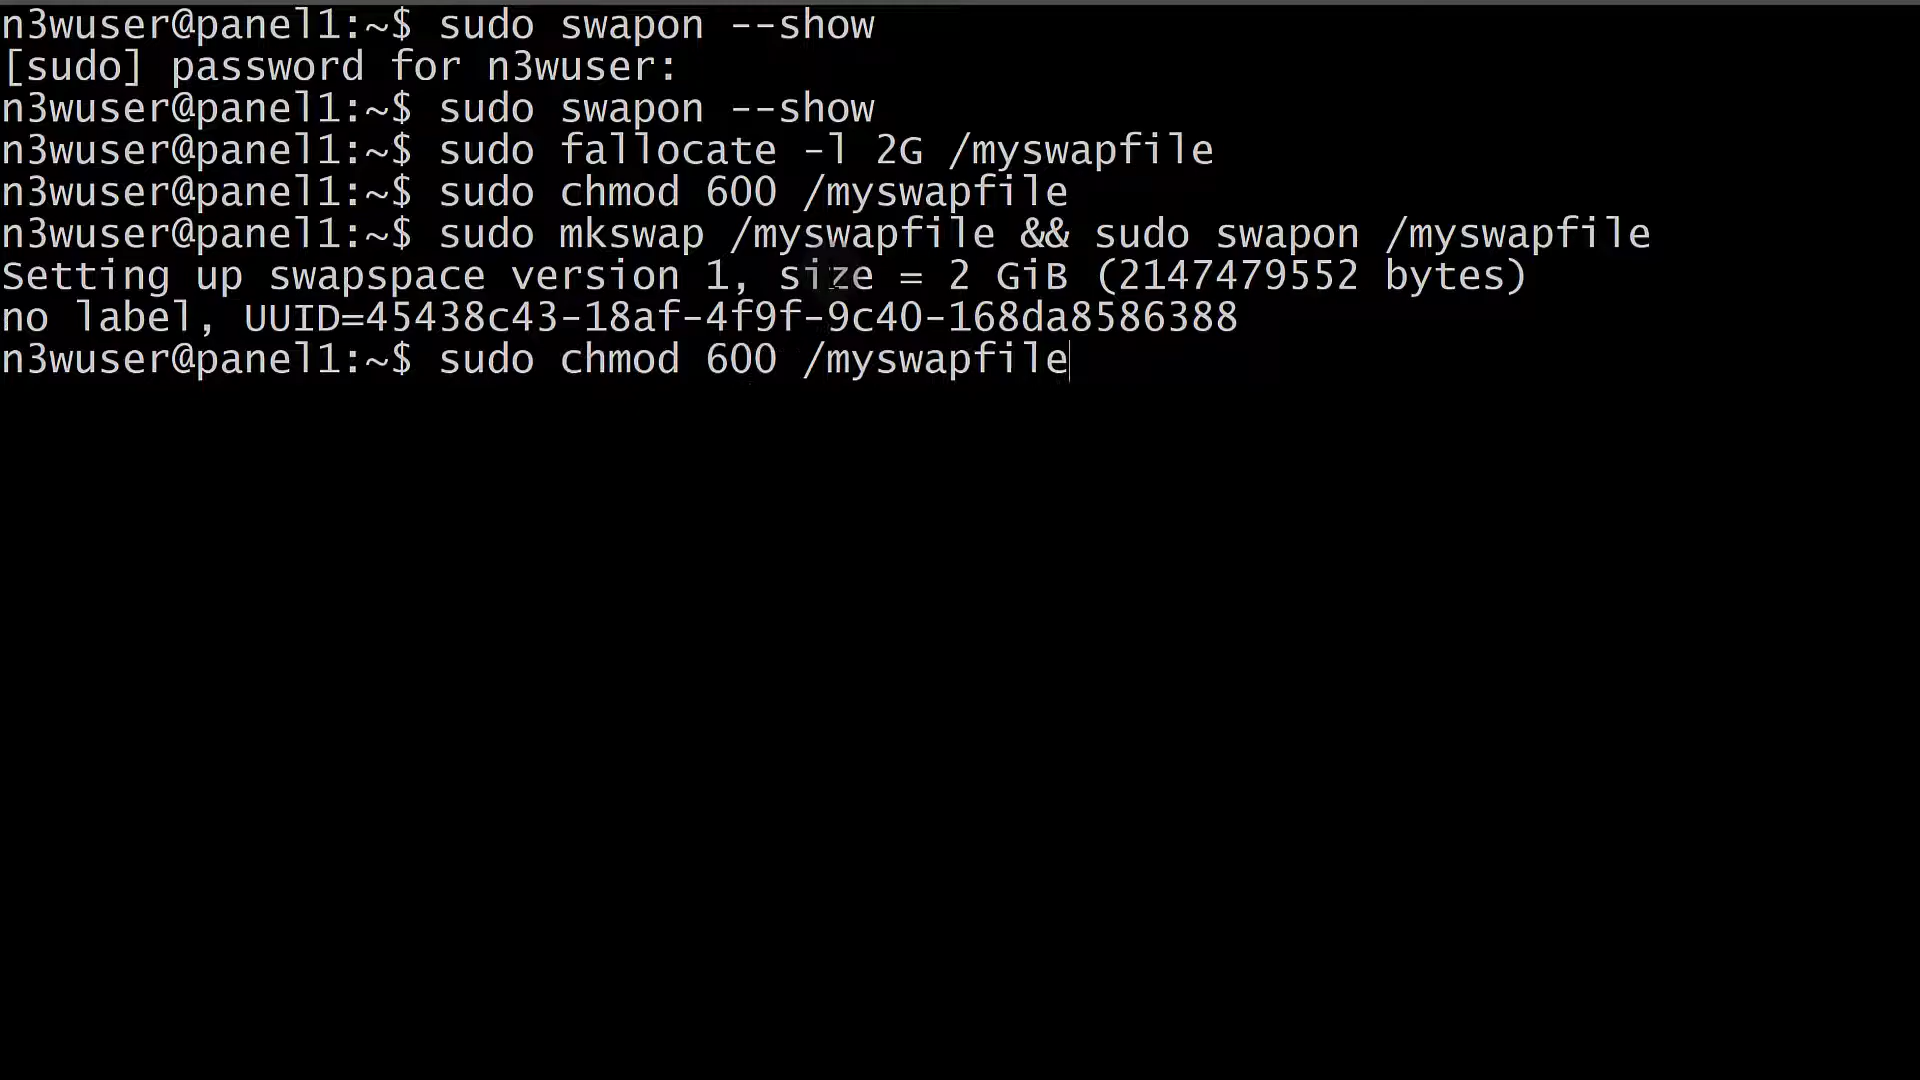 n3wuser@panel1:~$ sudo swapon --show
[sudo] password for n3wuser:
n3wuser@panel1:~$ sudo swapon --show
n3wuser@panel1:~$ sudo fallocate -l 2G /myswapfile
n3wuser@panel1:~$ sudo chmod 600 /myswapfile
n3wuser@panel1:~$ sudo mkswap /myswapfile && sudo swapon /myswapfile
Setting up swapspace version 1, size = 2 GiB (2147479552 bytes)
no label, UUID=45438c43-18af-4f9f-9c40-168da8586388
n3wuser@panel1:~$ sudo chmod 600 /myswapfile